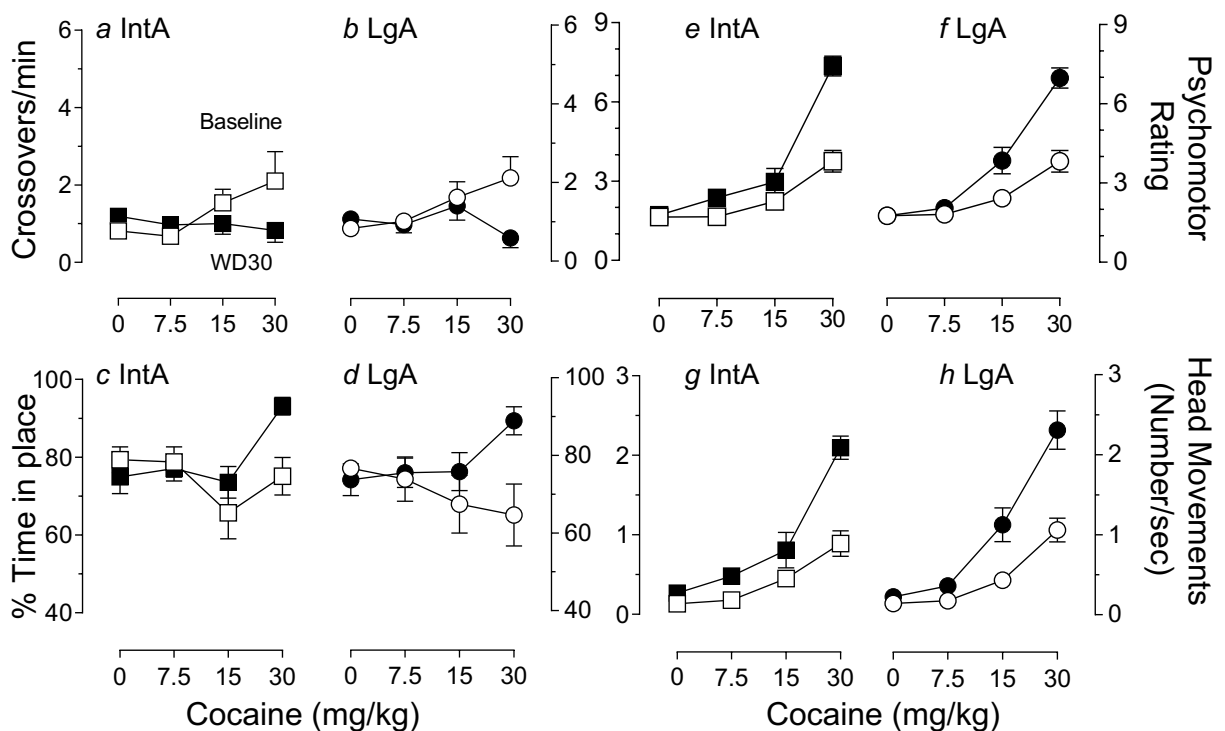 a IntA
b LgA
e IntA
f LgA
Crossovers/min
6
4
2
0
Baseline
WD30
6
4
2
0
9
6
3
0
9
6
3
0
Psychomotor
Rating
0 7.5 15 30
0 7.5 15 30
0 7.5 15 30
0 7.5 15 30
c IntA
d LgA
g IntA
h LgA
% Time in place
100
80
60
40
100
80
60
40
3
2
1
0
3
2
1
0
Head Movements
(Number/sec)
0 7.5 15 30
0 7.5 15 30
0 7.5 15 30
0 7.5 15 30
Cocaine (mg/kg)
Cocaine (mg/kg)